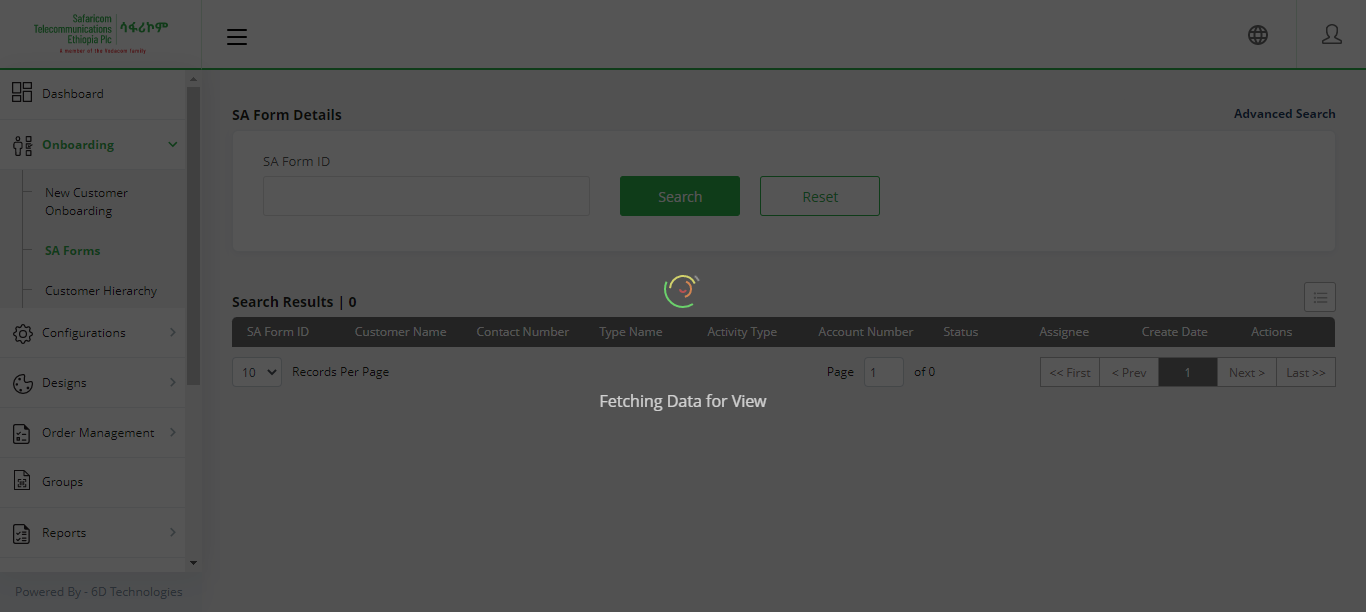 Safaricom
Telecommunications
Ethiopia Plc
ሳፋሪኮም
a member of the Vodacom family
Dashboard
Onboarding
New Customer
Onboarding
SA Forms
Customer Hierarchy
Configurations
Designs
Order Management
Groups
Reports
Powered By - 6D Technologies
SA Form Details
Advanced Search
SA Form ID
Search
Reset
Search Results | 0
SA Form ID Customer Name Contact Number Type Name Activity Type Account Number Status Assignee Create Date Actions
10 Records Per Page Page 1 of 0 << First < Prev 1 Next > Last >>
Fetching Data for View